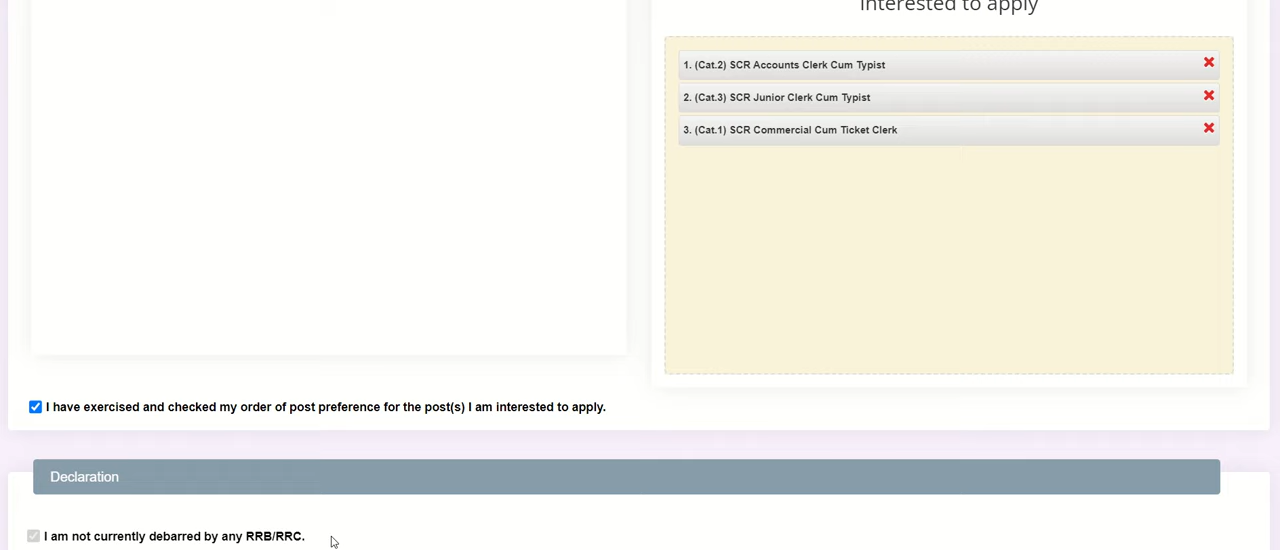 interested to apply
1. (Cat.2) SCR Accounts Clerk Cum Typist
2. (Cat.3) SCR Junior Clerk Cum Typist
3. (Cat.1) SCR Commercial Cum Ticket Clerk
I have exercised and checked my order of post preference for the post(s) I am interested to apply.
Declaration
I am not currently debarred by any RRB/RRC.